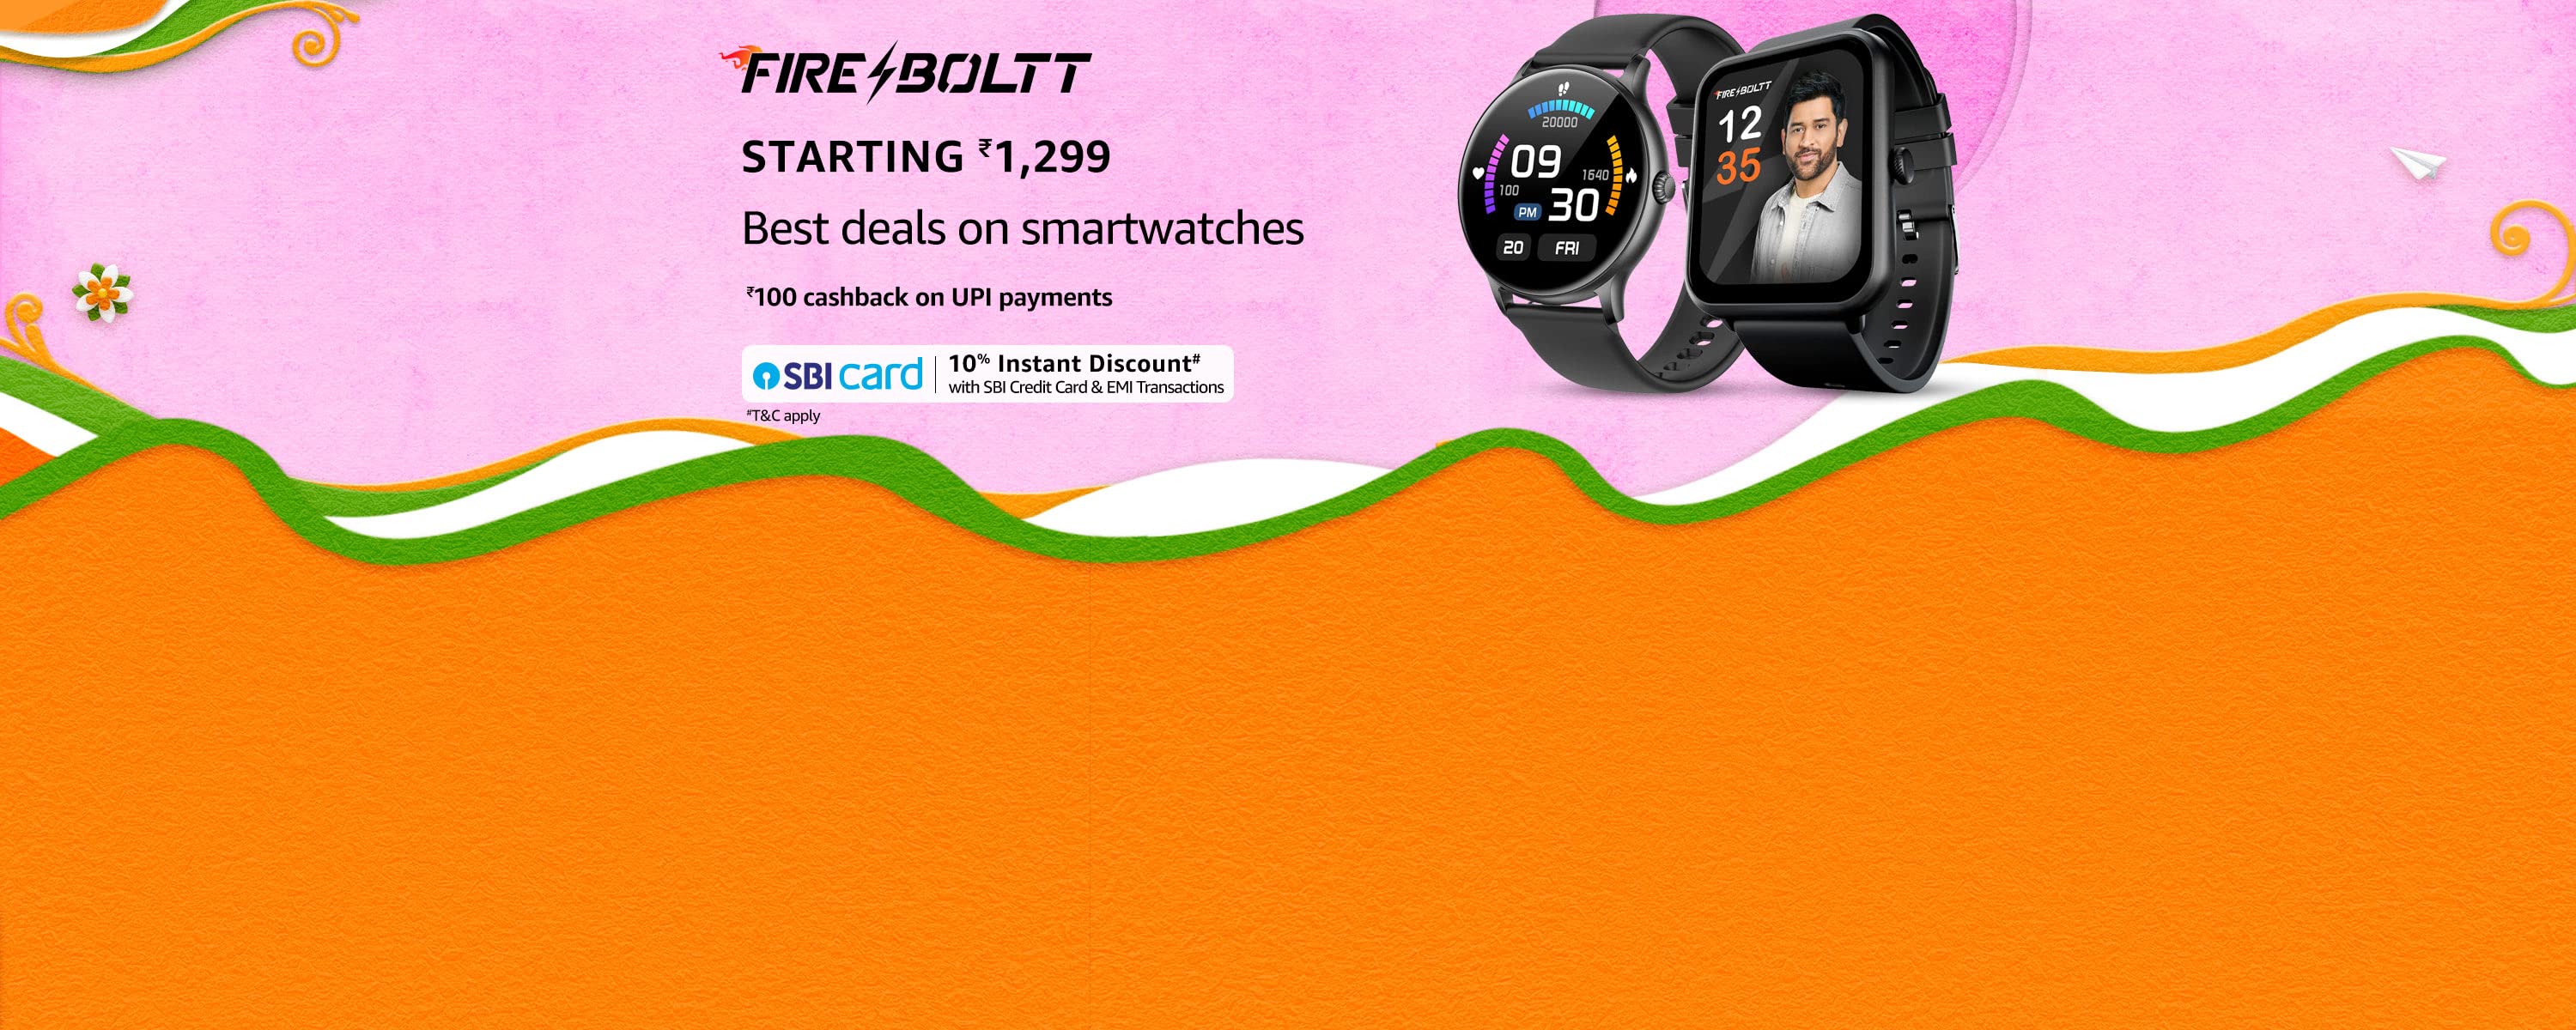 FIRE BOLTT
STARTING ₹1,299
Best deals on smartwatches
₹100 cashback on UPI payments
SBI card
10% Instant Discount#
with SBI Credit Card & EMI Transactions
#T&C apply
20000
09
100
1640
PM 30
20 FRI
FIRE BOLTT
12
35